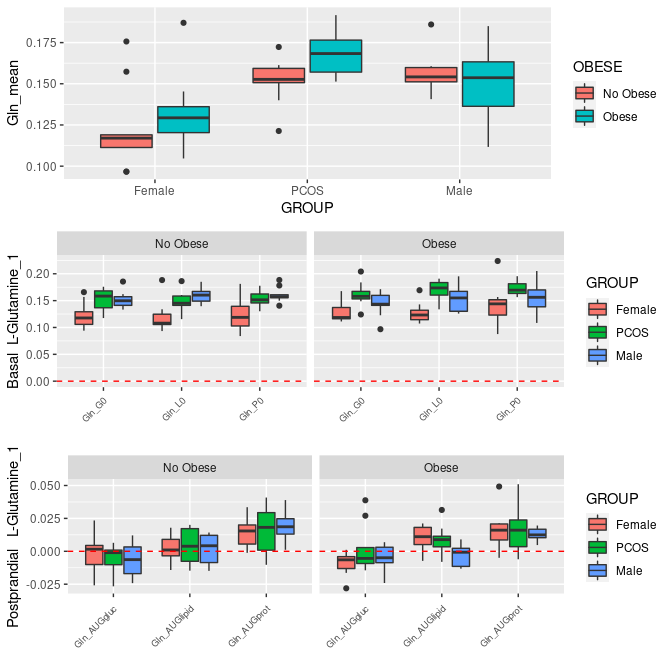 Gln_mean
0.175
0.150
0.125
0.100
Female
PCOS
Male
GROUP
OBESE
No Obese
Obese
Basal L-Glutamine_1
No Obese
Obese
0.20
0.15
0.10
0.05
0.00
Gln_G0
Gln_L0
Gln_P0
Gln_G0
Gln_L0
Gln_P0
GROUP
Female
PCOS
Male
Postprandial L-Glutamine_1
No Obese
Obese
0.050
0.025
0.000
-0.025
Gln_AUGgluc
Gln_AUGlipid
Gln_AUGprot
Gln_AUGgluc
Gln_AUGlipid
Gln_AUGprot
GROUP
Female
PCOS
Male